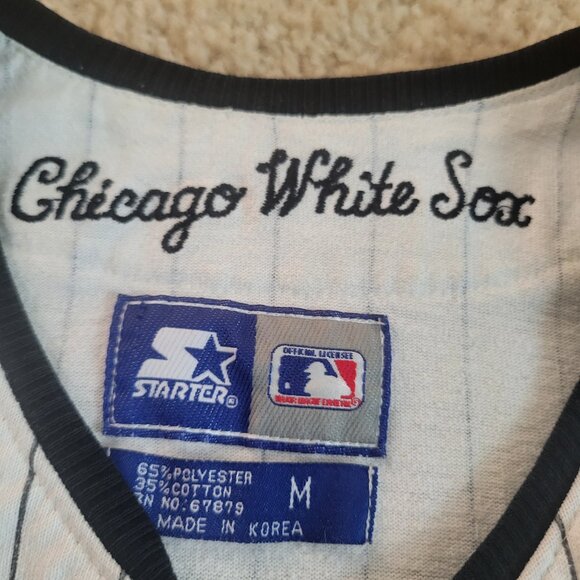 Chicago White Sox
STARTER®
OFFICIAL LICENSEE
65% POLYESTER
35% COTTON
RN NO. 67879
MADE IN KOREA
M